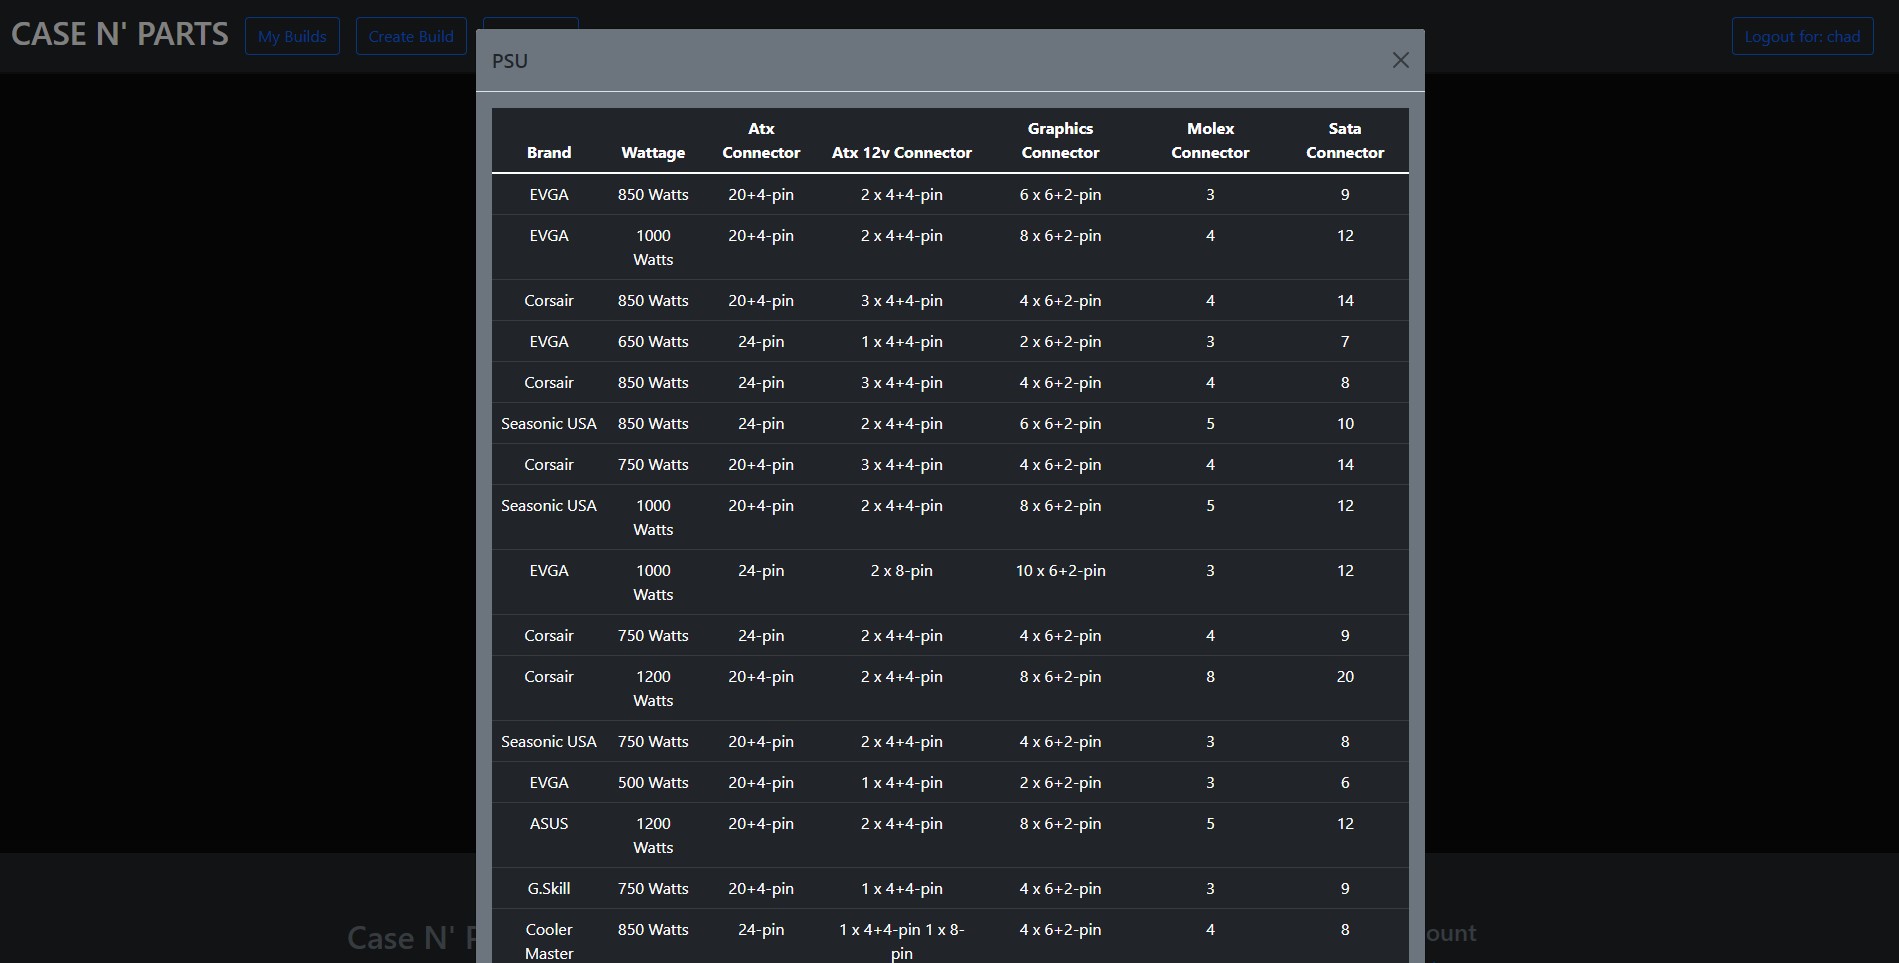 CASE N' PARTS My Builds Create Build Logout for: chad
PSU
Brand Wattage Atx Connector Atx 12v Connector Graphics Connector Molex Connector Sata Connector
EVGA 850 Watts 20+4-pin 2 x 4+4-pin 6 x 6+2-pin 3 9
EVGA 1000 Watts 20+4-pin 2 x 4+4-pin 8 x 6+2-pin 4 12
Corsair 850 Watts 20+4-pin 3 x 4+4-pin 4 x 6+2-pin 4 14
EVGA 650 Watts 24-pin 1 x 4+4-pin 2 x 6+2-pin 3 7
Corsair 850 Watts 24-pin 3 x 4+4-pin 4 x 6+2-pin 4 8
Seasonic USA 850 Watts 24-pin 2 x 4+4-pin 6 x 6+2-pin 5 10
Corsair 750 Watts 20+4-pin 3 x 4+4-pin 4 x 6+2-pin 4 14
Seasonic USA 1000 Watts 20+4-pin 2 x 4+4-pin 8 x 6+2-pin 5 12
EVGA 1000 Watts 24-pin 2 x 8-pin 10 x 6+2-pin 3 12
Corsair 750 Watts 24-pin 2 x 4+4-pin 4 x 6+2-pin 4 9
Corsair 1200 Watts 20+4-pin 2 x 4+4-pin 8 x 6+2-pin 8 20
Seasonic USA 750 Watts 20+4-pin 2 x 4+4-pin 4 x 6+2-pin 3 8
EVGA 500 Watts 20+4-pin 1 x 4+4-pin 2 x 6+2-pin 3 6
ASUS 1200 Watts 20+4-pin 2 x 4+4-pin 8 x 6+2-pin 5 12
G.Skill 750 Watts 20+4-pin 1 x 4+4-pin 4 x 6+2-pin 3 9
Cooler Master 850 Watts 24-pin 1 x 4+4-pin 1 x 8-pin 4 x 6+2-pin 4 8
Case N' ount